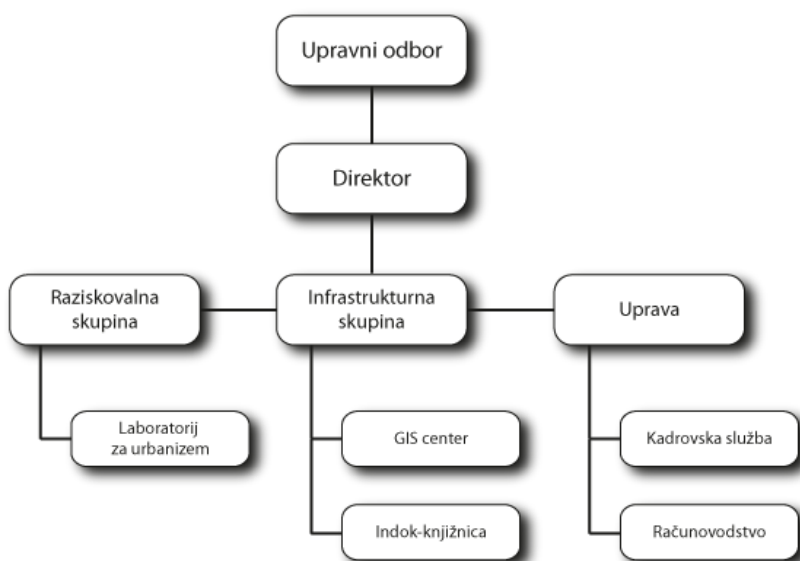 Upravni odbor
Direktor
Raziskovalna
skupina
Infrastrukturna
skupina
Uprava
Laboratorij
za urbanizem
GIS center
Kadrovska služba
Indok-knjižnica
Računovodstvo